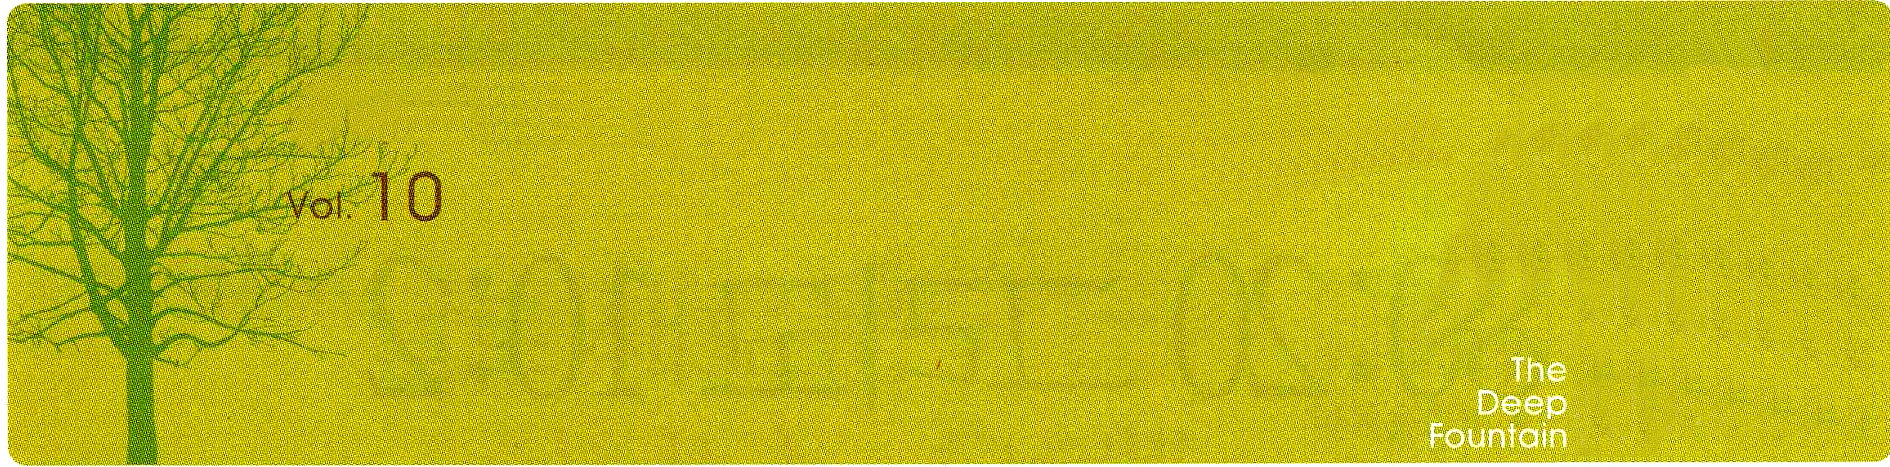 Vol. 10
The
Deep
Fountain